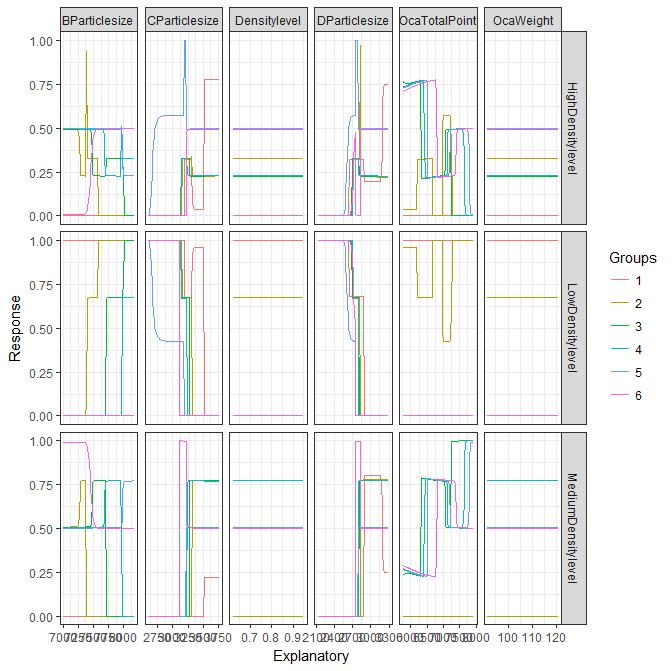 BParticlesize CParticlesize Densitylevel DParticlesize OcaTotalPoint OcaWeight
1.00
0.75
0.50
0.25
0.00
HighDensitylevel
1.00
0.75
0.50
0.25
0.00
LowDensitylevel
1.00
0.75
0.50
0.25
0.00
MediumDensitylevel
Response
0.7 0.8 0.9 100 110 120
Explanatory
Groups
1
2
3
4
5
6